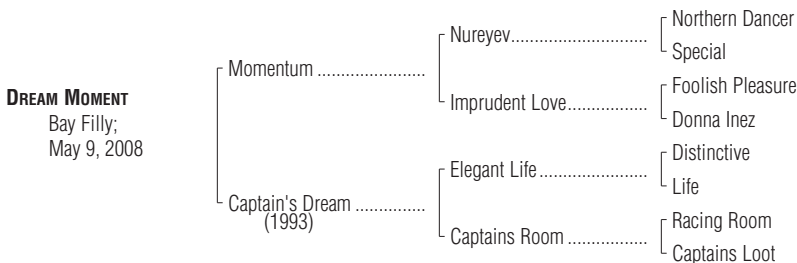 DREAM MOMENT
Bay Filly;
May 9, 2008
Momentum .......................
Captain's Dream ...............
(1993)
Nureyev.............................
Imprudent Love.................
Elegant Life .......................
Captains Room .................
Northern Dancer
Special
Foolish Pleasure
Donna Inez
Distinctive
Life
Racing Room
Captains Loot